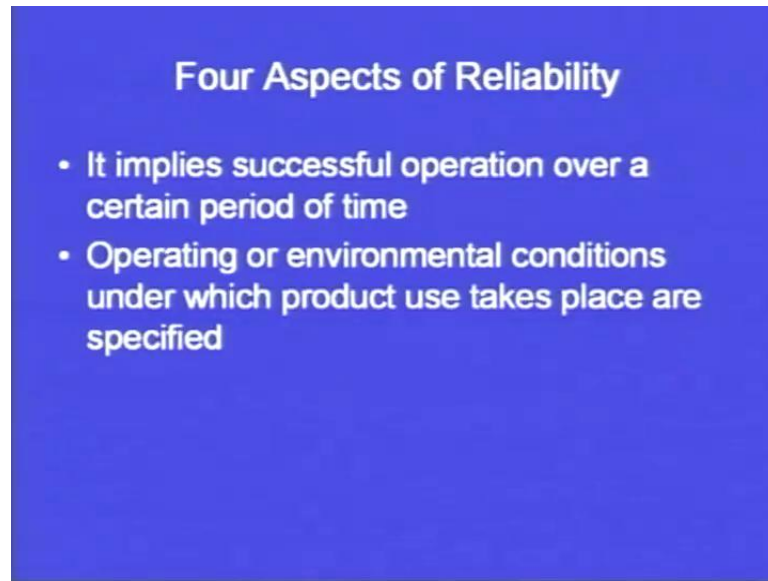 Four Aspects of Reliability
• It implies successful operation over a
certain period of time
• Operating or environmental conditions
under which product use takes place are
specified